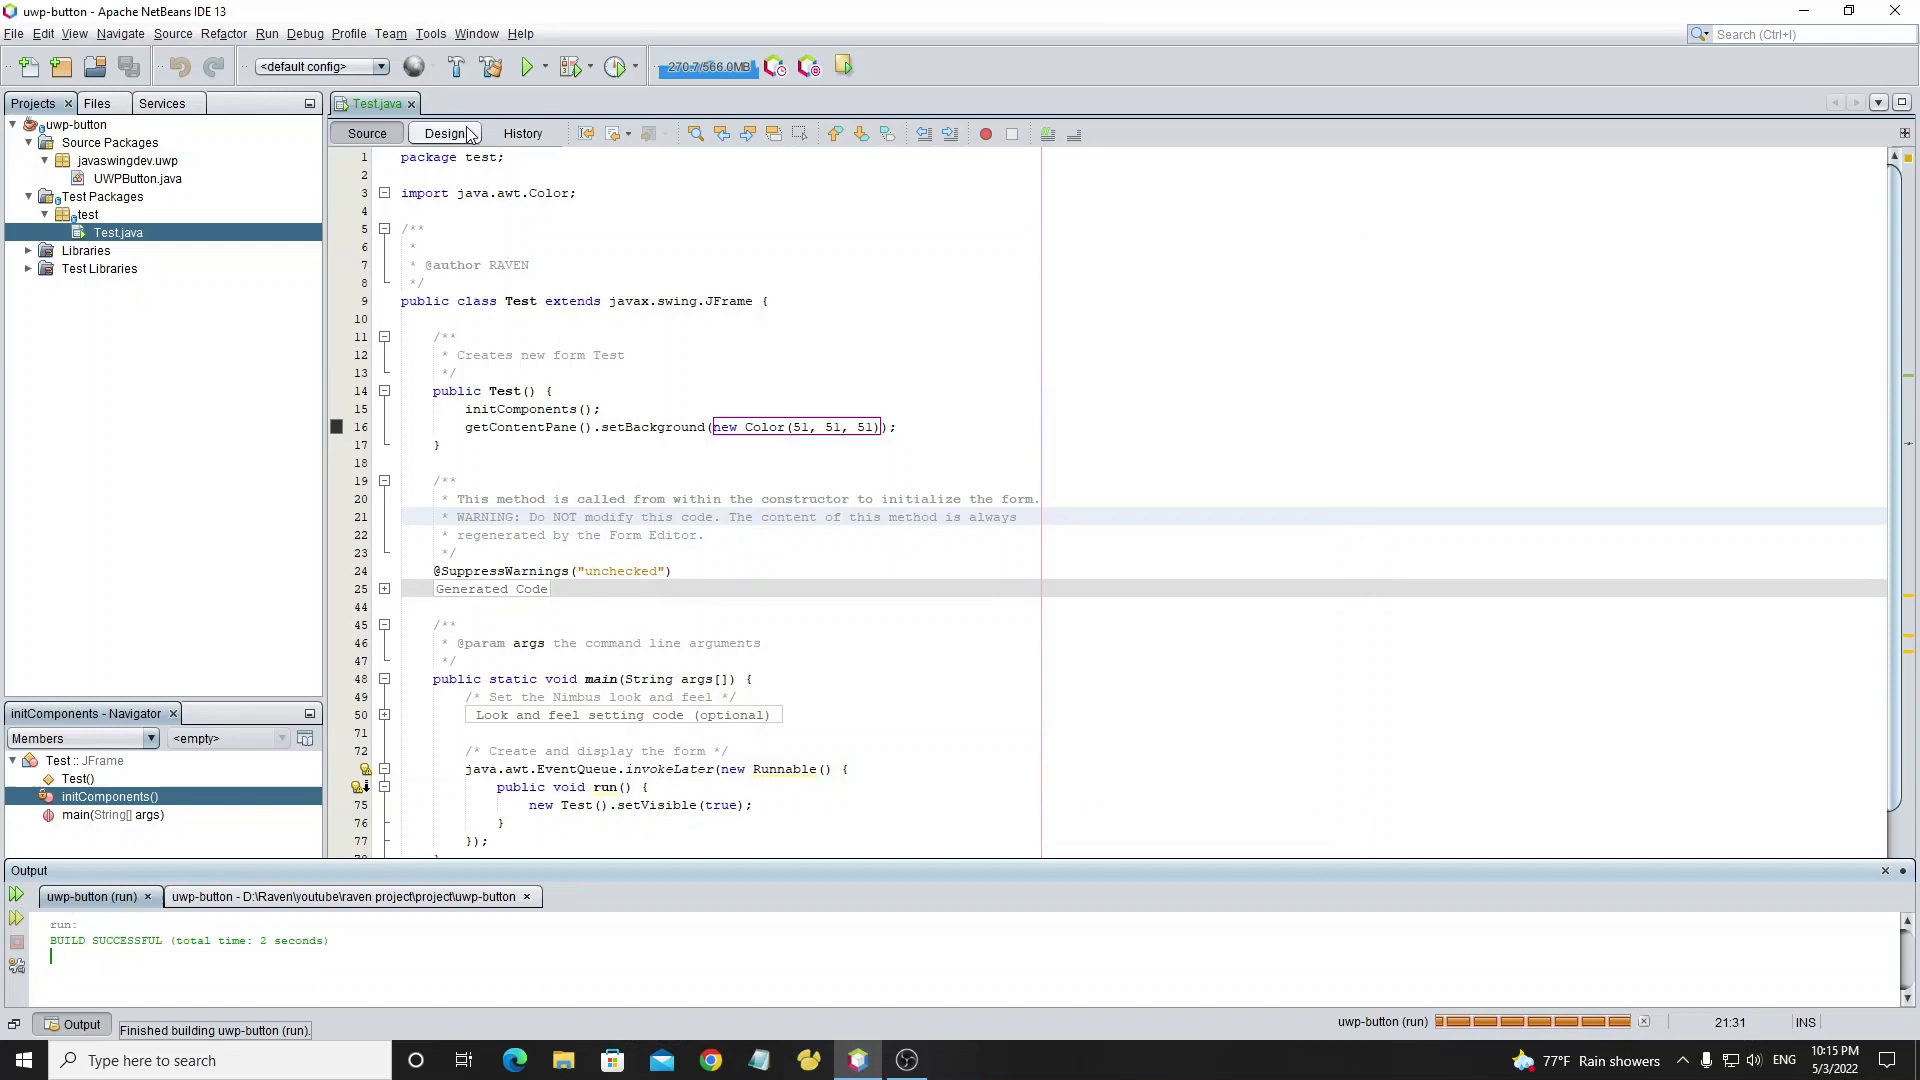 uwp-button - Apache NetBeans IDE 13
File Edit View Navigate Source Refactor Run Debug Profile Team Tools Window Help
Search (Ctrl+I)
<default config>
270.7/566.0MB
Projects Files Services
Test.java
Source Design History
uwp-button
Source Packages
javaswingdev.uwp
UWPButton.java
Test Packages
test
Test.java
Libraries
Test Libraries
1 package test;
2
3 import java.awt.Color;
4
5 /**
6 *
7 * @author RAVEN
8 */
9 public class Test extends javax.swing.JFrame {
10
11 /**
12 * Creates new form Test
13 */
14 public Test() {
15 initComponents();
16 getContentPane().setBackground(new Color(51, 51, 51));
17 }
18
19 /**
20 * This method is called from within the constructor to initialize the form.
21 * WARNING: Do NOT modify this code. The content of this method is always
22 * regenerated by the Form Editor.
23 */
24 @SuppressWarnings("unchecked")
25 Generated Code
44
45 /**
46 * @param args the command line arguments
47 */
48 public static void main(String args[]) {
49 /* Set the Nimbus look and feel */
50 Look and feel setting code (optional)
71
72 /* Create and display the form */
java.awt.EventQueue.invokeLater(new Runnable() {
public void run() {
75 new Test().setVisible(true);
76 }
77 });
initComponents - Navigator
Members <empty>
Test :: JFrame
Test()
initComponents()
main(String[] args)
Output
uwp-button (run) uwp-button - D:\Raven\youtube\raven project\project\uwp-button
run:
BUILD SUCCESSFUL (total time: 2 seconds)
Output Finished building uwp-button (run). uwp-button (run) 21:31 INS
Type here to search 77°F Rain showers ENG 10:15 PM
5/3/2022